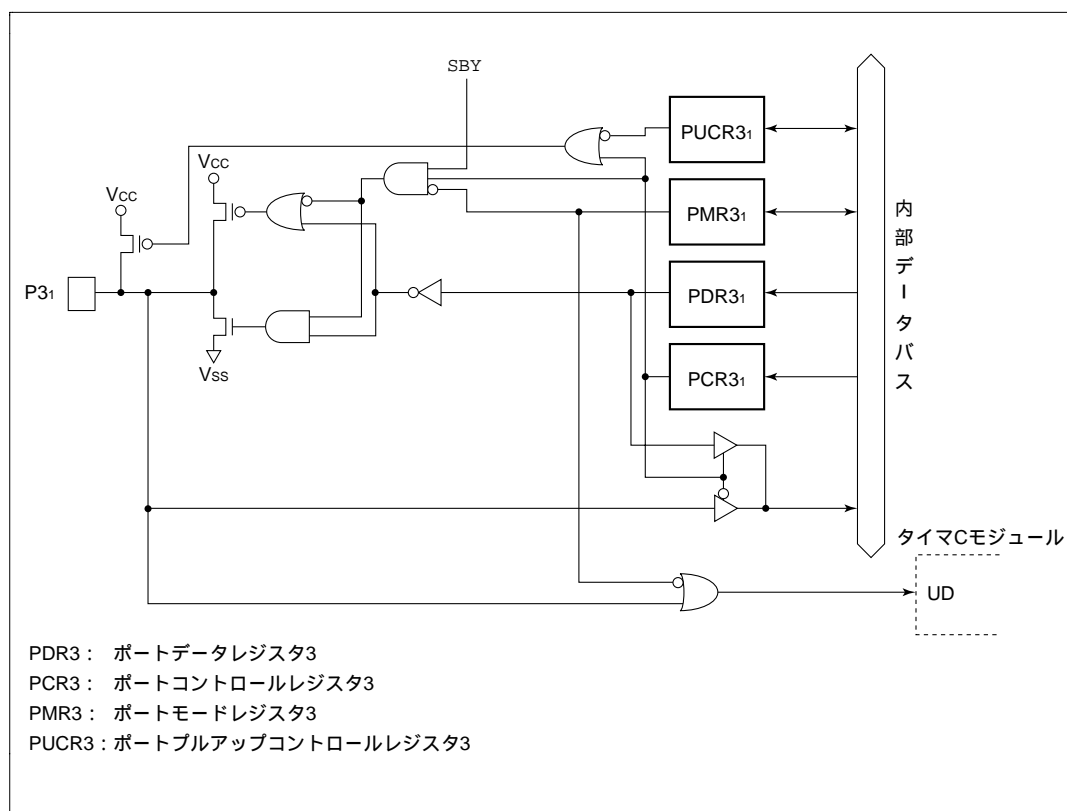 SBY
PUCR3₁
VCC
VCC
PMR3₁
内部データバス
P3₁
PDR3₁
VSS
PCR3₁
タイマCモジュール
UD
PDR3： ポートデータレジスタ3
PCR3： ポートコントロールレジスタ3
PMR3： ポートモードレジスタ3
PUCR3：ポートプルアップコントロールレジスタ3